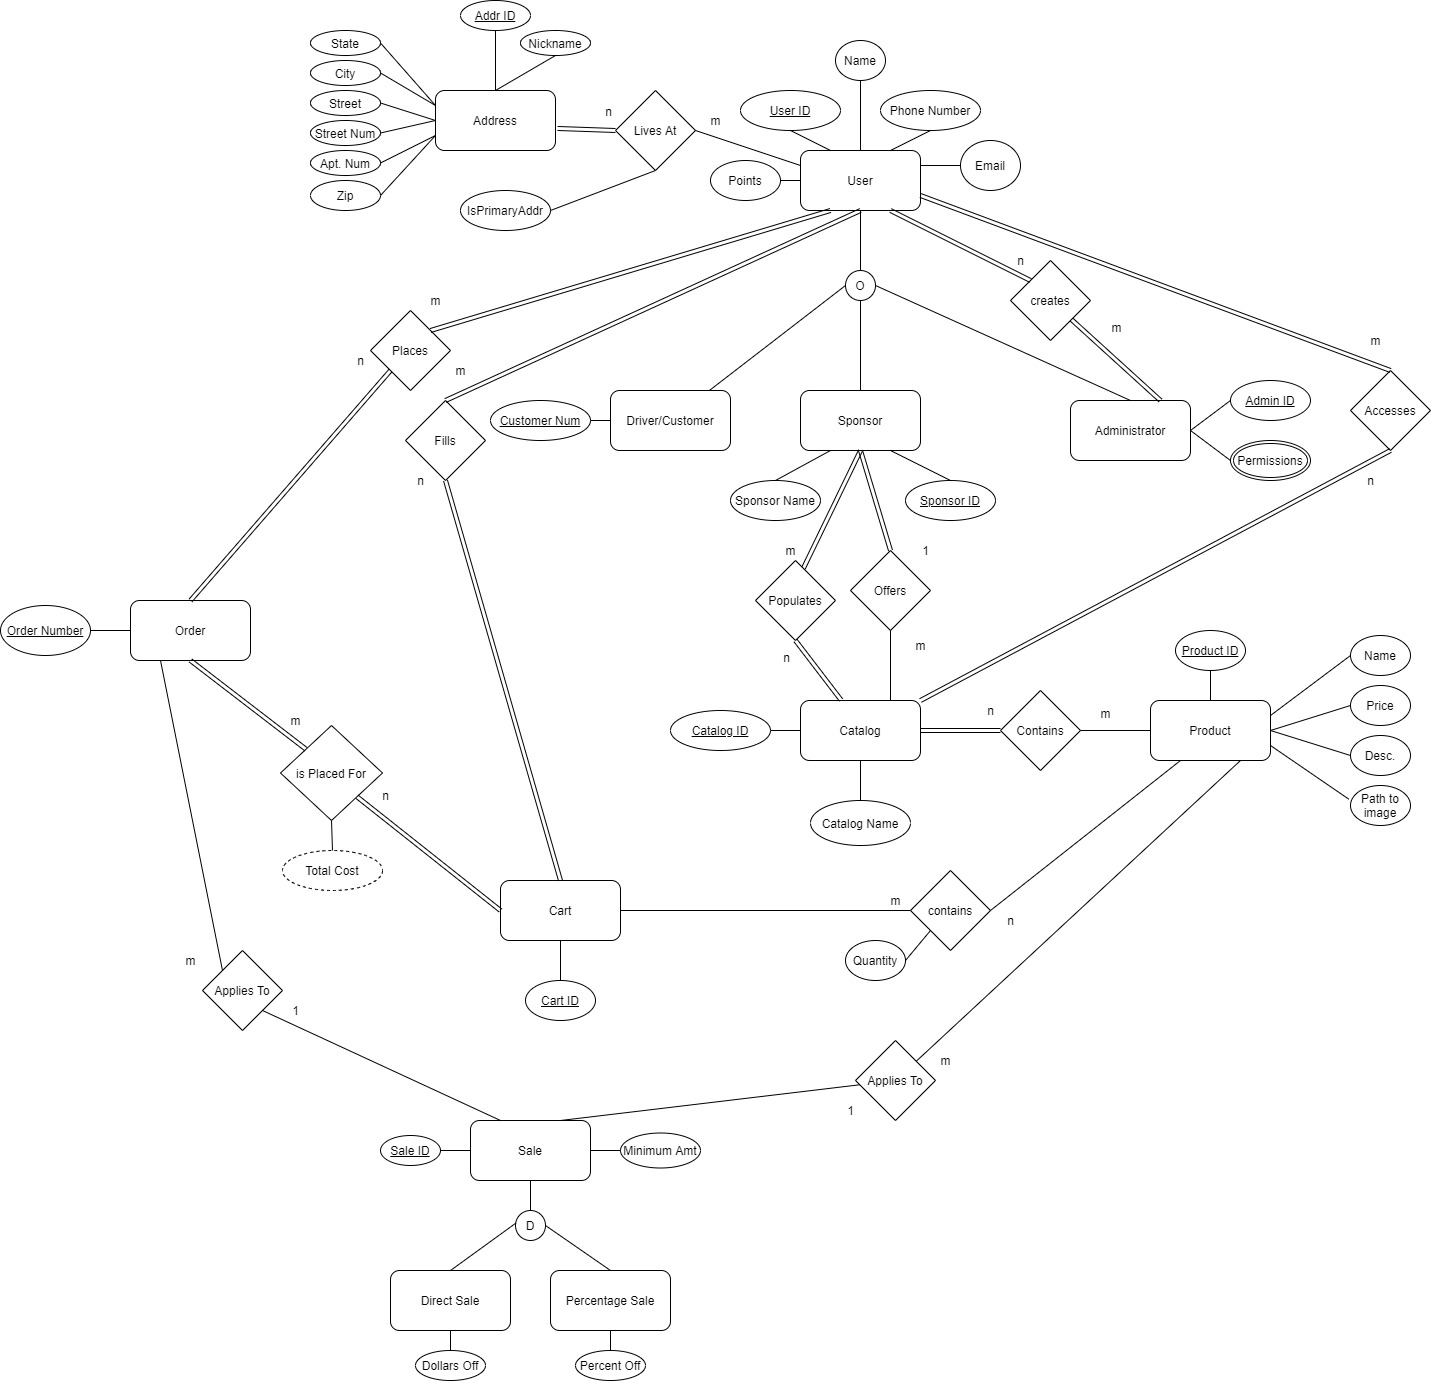 Addr ID
State
Nickname
Name
City
Street
User ID
Phone Number
Address
n
m
Lives At
Street Num
Apt. Num
Email
Points
User
Zip
IsPrimaryAddr
n
O
creates
m
m
m
Places
n
m
Accesses
Customer Num
Driver/Customer
Sponsor
Administrator
Admin ID
Fills
Permissions
n
n
Sponsor Name
Sponsor ID
m
1
Populates
Offers
Order Number
Order
n
m
Product ID
Name
Price
n
m
m
Catalog ID
Catalog
Contains
Product
Desc.
is Placed For
n
Path to
image
Catalog Name
Total Cost
Cart
m
contains
n
Quantity
m
Applies To
Cart ID
1
m
Applies To
1
Sale ID
Sale
Minimum Amt
D
Direct Sale
Percentage Sale
Dollars Off
Percent Off